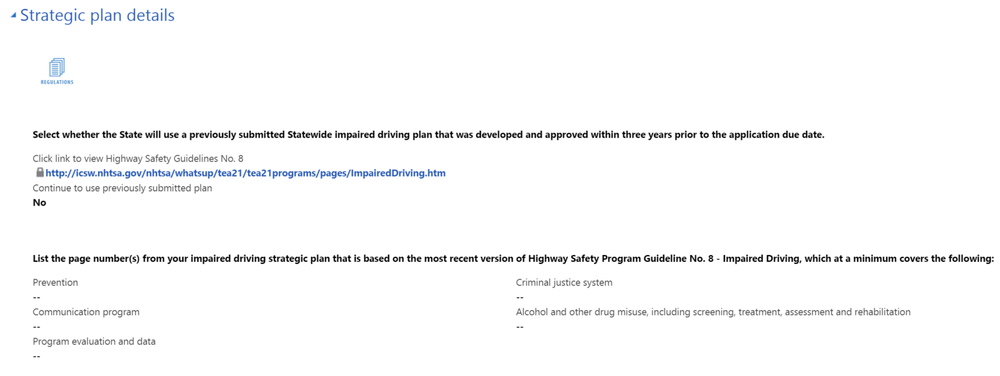 Strategic plan details
REGULATIONS
Select whether the State will use a previously submitted Statewide impaired driving plan that was developed and approved within three years prior to the application due date.
Click link to view Highway Safety Guidelines No. 8
http://icsw.nhtsa.gov/nhtsa/whatsup/tea21/tea21programs/pages/ImpairedDriving.htm
Continue to use previously submitted plan
No
List the page number(s) from your impaired driving strategic plan that is based on the most recent version of Highway Safety Program Guideline No. 8 - Impaired Driving, which at a minimum covers the following:
Prevention
--
Criminal justice system
--
Communication program
--
Alcohol and other drug misuse, including screening, treatment, assessment and rehabilitation
--
Program evaluation and data
--